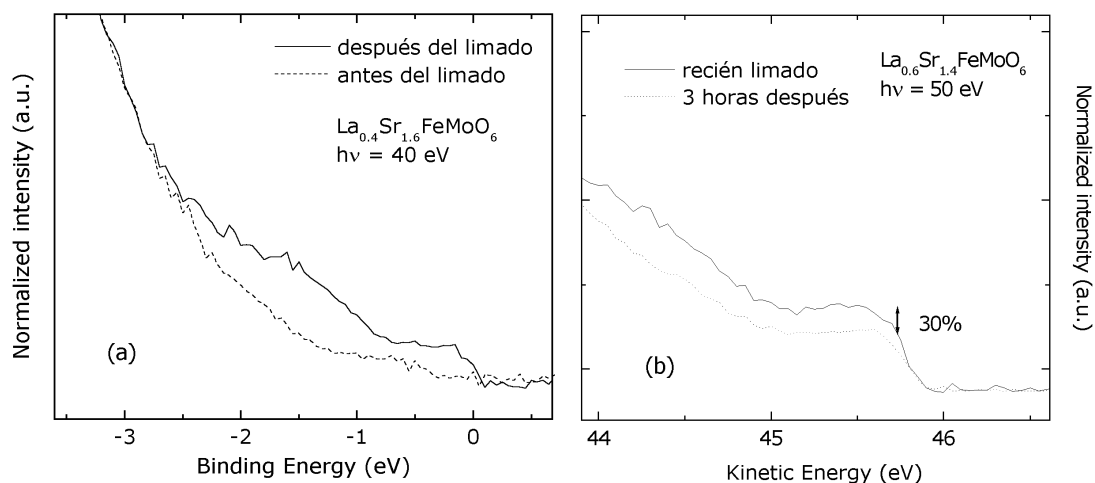 Normalized intensity (a.u.)
después del limado
antes del limado
La0.4Sr1.6FeMoO6
hν = 40 eV
(a)
-3 -2 -1 0
Binding Energy (eV)
recién limado
3 horas después
La0.6Sr1.4FeMoO6
hν = 50 eV
30%
(b)
44 45 46
Kinetic Energy (eV)
Normalized intensity (a.u.)